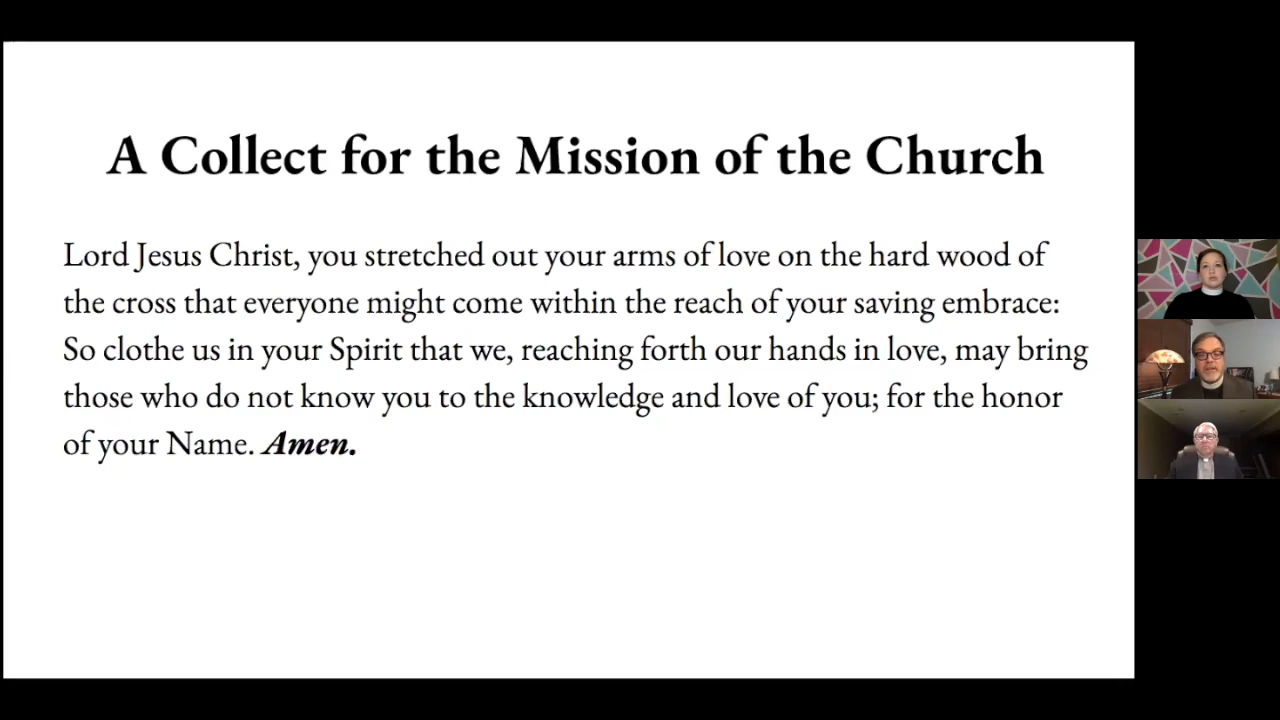 A Collect for the Mission of the Church
Lord Jesus Christ, you stretched out your arms of love on the hard wood of
the cross that everyone might come within the reach of your saving embrace:
So clothe us in your Spirit that we, reaching forth our hands in love, may bring
those who do not know you to the knowledge and love of you; for the honor
of your Name. Amen.